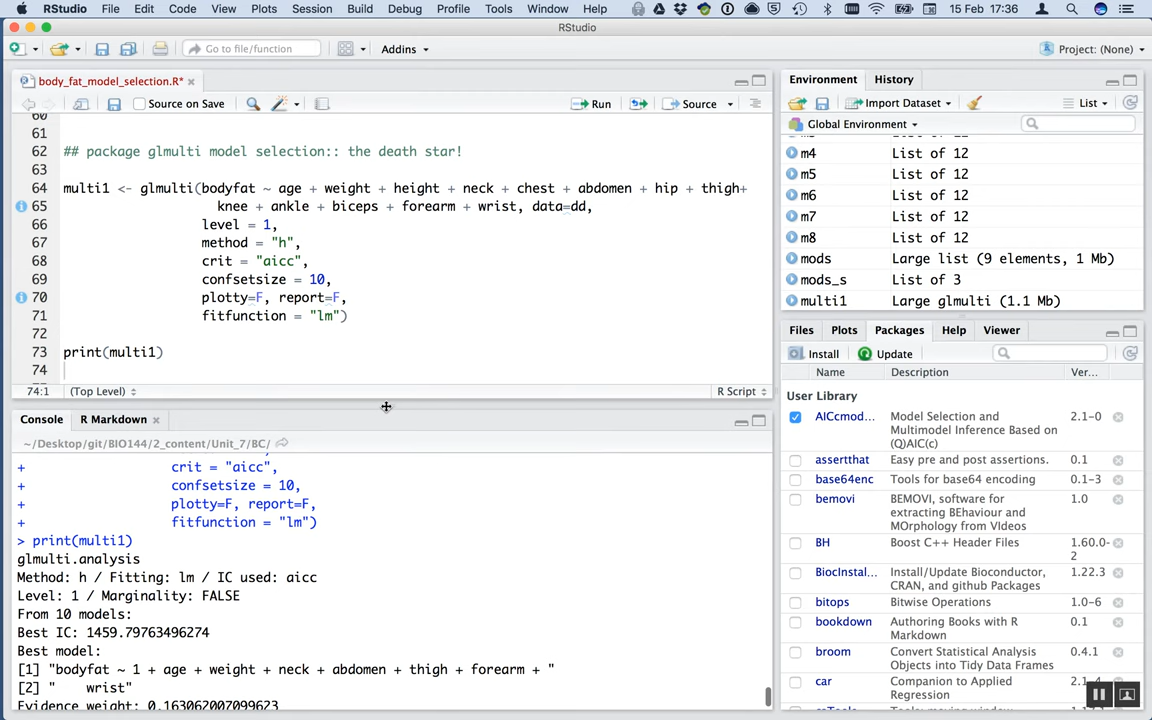 RStudio File Edit Code View Plots Session Build Debug Profile Tools Window Help 15 Feb 17:36
RStudio
Go to file/function Addins Project: (None)
body_fat_model_selection.R*
Source on Save Run Source
60
61
62 ## package glmulti model selection:: the death star!
63
64 multi1 <- glmulti(bodyfat ~ age + weight + height + neck + chest + abdomen + hip + thigh+
65 knee + ankle + biceps + forearm + wrist, data=dd,
66 level = 1,
67 method = "h",
68 crit = "aicc",
69 confsetsize = 10,
70 plotty=F, report=F,
71 fitfunction = "lm")
72
73 print(multi1)
74
74:1 (Top Level) R Script
Console R Markdown
~/Desktop/git/BIO144/2_content/Unit_7/BC/
+ crit = "aicc",
+ confsetsize = 10,
+ plotty=F, report=F,
+ fitfunction = "lm")
> print(multi1)
glmulti.analysis
Method: h / Fitting: lm / IC used: aicc
Level: 1 / Marginality: FALSE
From 10 models:
Best IC: 1459.79763496274
Best model:
[1] "bodyfat ~ 1 + age + weight + neck + abdomen + thigh + forearm + "
[2] " wrist"
Evidence weight: 0.163062007099623
Environment History
Import Dataset List
Global Environment
List of 12
m4 List of 12
m5 List of 12
m6 List of 12
m7 List of 12
m8 List of 12
mods Large list (9 elements, 1 Mb)
mods_s List of 3
multi1 Large glmulti (1.1 Mb)
Files Plots Packages Help Viewer
Install Update
Name Description Ver...
User Library
AICcmod... Model Selection and Multimodel Inference Based on (Q)AIC(c) 2.1-0
assertthat Easy pre and post assertions. 0.1
base64enc Tools for base64 encoding 0.1-3
bemovi BEMOVI, software for extracting BEhaviour and MOrphology from VIdeos 1.0
BH Boost C++ Header Files 1.60.0-2
BiocInstal... Install/Update Bioconductor, CRAN, and github Packages 1.22.3
bitops Bitwise Operations 1.0-6
bookdown Authoring Books with R Markdown 0.1
broom Convert Statistical Analysis Objects into Tidy Data Frames 0.4.1
car Companion to Applied Regression